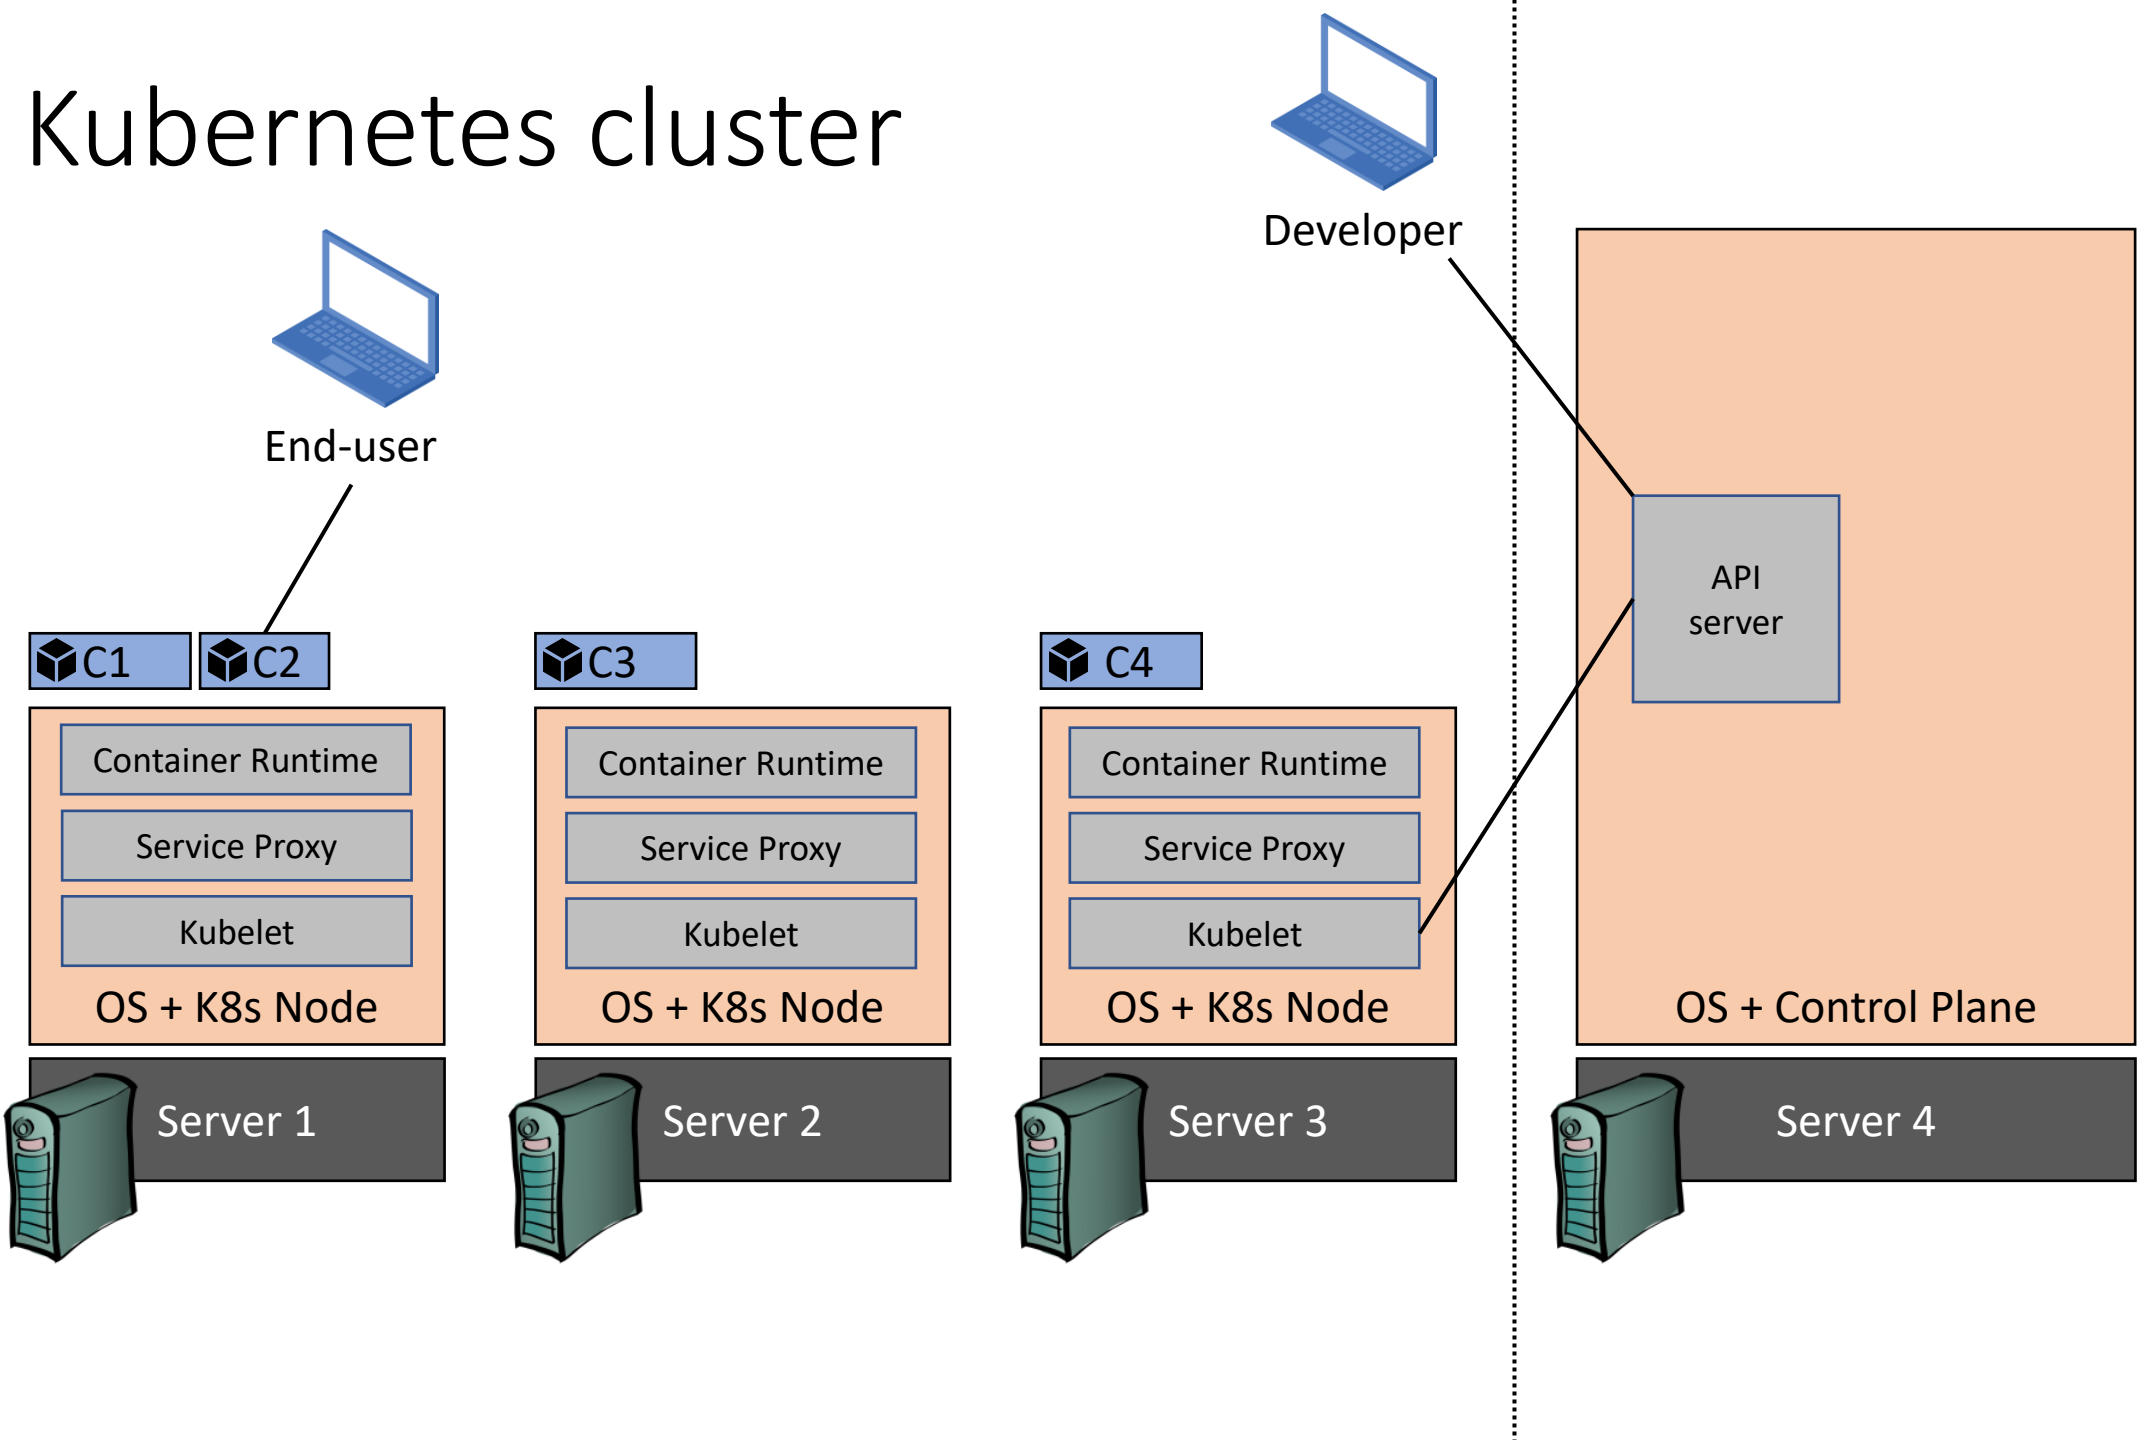 Kubernetes cluster
Developer
End-user
API
server
C1
C2
C3
C4
Container Runtime
Service Proxy
Kubelet
OS + K8s Node
Server 1
Container Runtime
Service Proxy
Kubelet
OS + K8s Node
Server 2
Container Runtime
Service Proxy
Kubelet
OS + K8s Node
Server 3
OS + Control Plane
Server 4